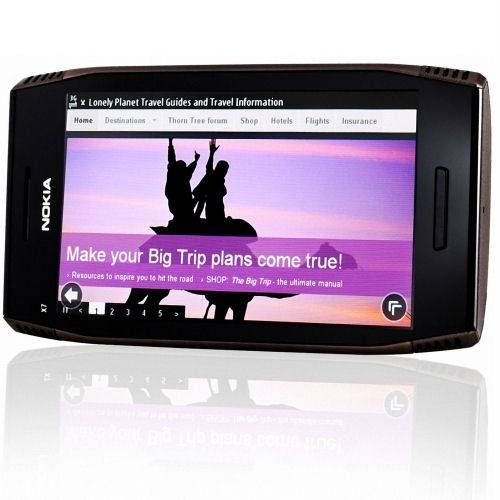 3G
x Lonely Planet Travel Guides and Travel Information
Home Destinations Thorn Tree forum Shop Hotels Flights Insurance
NOKIA
Make your Big Trip plans come true!
› Resources to inspire you to hit the road › SHOP: The Big Trip - the ultimate manual
X7
II < 1 2 3 4 5 >